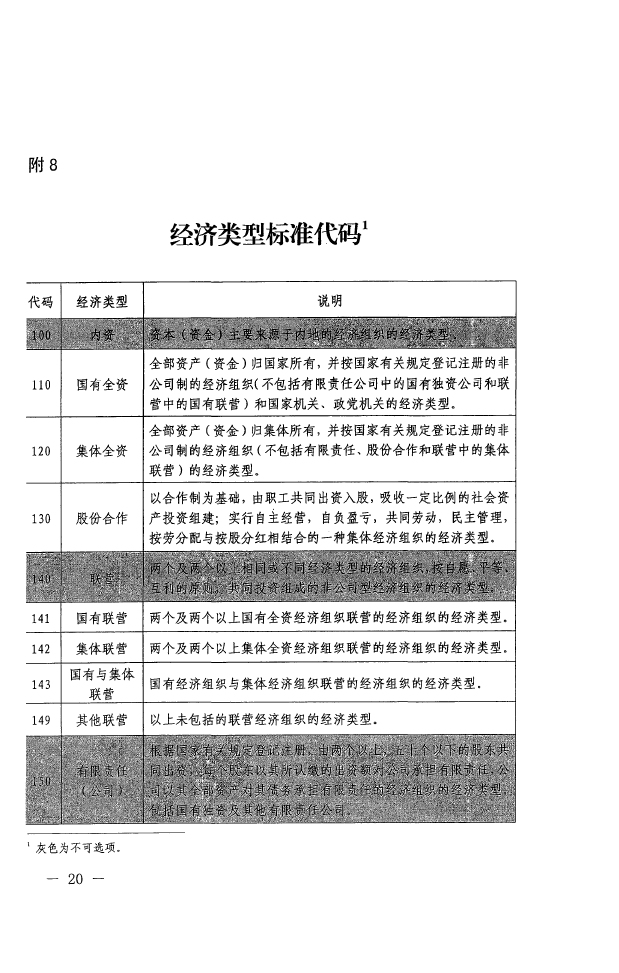 附 8
经济类型标准代码1
代码 经济类型 说明
100 内资 资本（资金）主要来源于内地的经济组织的经济类型。
全部资产（资金）归国家所有，并按国家有关规定登记注册的非
110 国有全资 公司制的经济组织（不包括有限责任公司中的国有独资公司和联
营中的国有联营）和国家机关、政党机关的经济类型。
全部资产（资金）归集体所有，并按国家有关规定登记注册的非
120 集体全资 公司制的经济组织（不包括有限责任、股份合作和联营中的集体
联营）的经济类型。
以合作制为基础，由职工共同出资入股，吸收一定比例的社会资
130 股份合作 产投资组建；实行自主经营，自负盈亏，共同劳动，民主管理，
按劳分配与按股分红相结合的一种集体经济组织的经济类型。
两个及两个以上相同或不同经济类型的经济组织，按自愿、平等、
140 联营 互利的原则，共同投资组成的非公司型经济组织的经济类型。
141 国有联营 两个及两个以上国有全资经济组织联营的经济组织的经济类型。
142 集体联营 两个及两个以上集体全资经济组织联营的经济组织的经济类型。
143 国有与集体联营 国有经济组织与集体经济组织联营的经济组织的经济类型。
149 其他联营 以上未包括的联营经济组织的经济类型。
根据国家有关规定登记注册，由两个以上，五十个以下的股东共
150 有限责任 同出资，每个股东以其所认缴的出资额对公司承担有限责任，公
（公司） 司以其全部资产对其债务承担有限责任的经济组织的经济类型，
包括国有独资及其他有限责任公司。
1 灰色为不可选项。
— 20 —